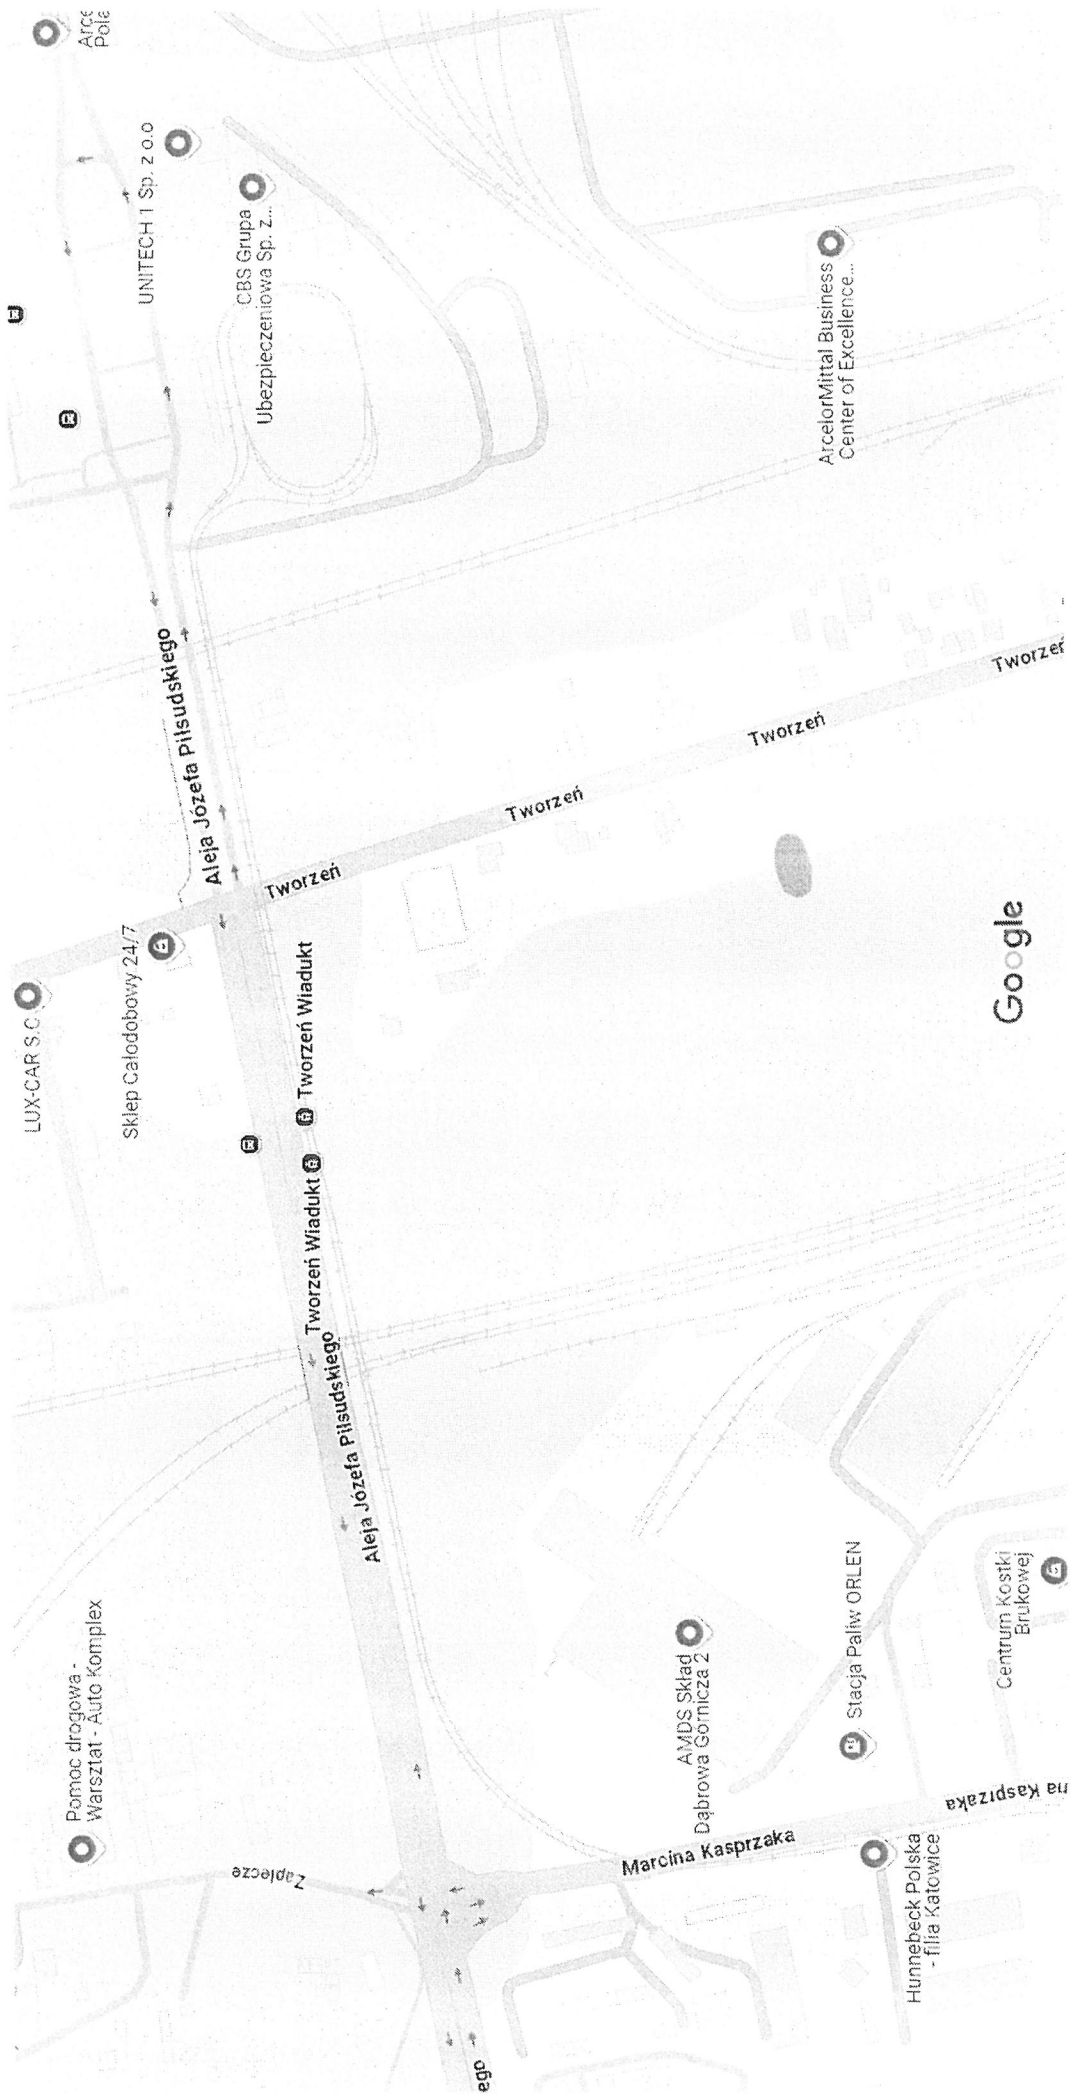 Pomoc drogowa -
Warsztat - Auto Komplex
LUX-CAR S.C
Sklep Całodobowy 24/7
UNITECH 1 Sp. z o.o
Arce
Pola
CBS Grupa
Ubezpieczeniowa Sp. z...
Zaplecze
Aleja Józefa Piłsudskiego
Tworzeń Wiadukt
Tworzeń Wiadukt
Aleja Józefa Piłsudskiego
Tworzeń
Tworzeń
Tworzeń
Tworzeń
ego
Marcina Kasprzaka
AMDS Skład
Dąbrowa Górnicza 2
Stacja Paliw ORLEN
ArcelorMittal Business
Center of Excellence...
Hunnebeck Polska
- filia Katowice
na Kasprzaka
Centrum Kostki
Brukowej
Google